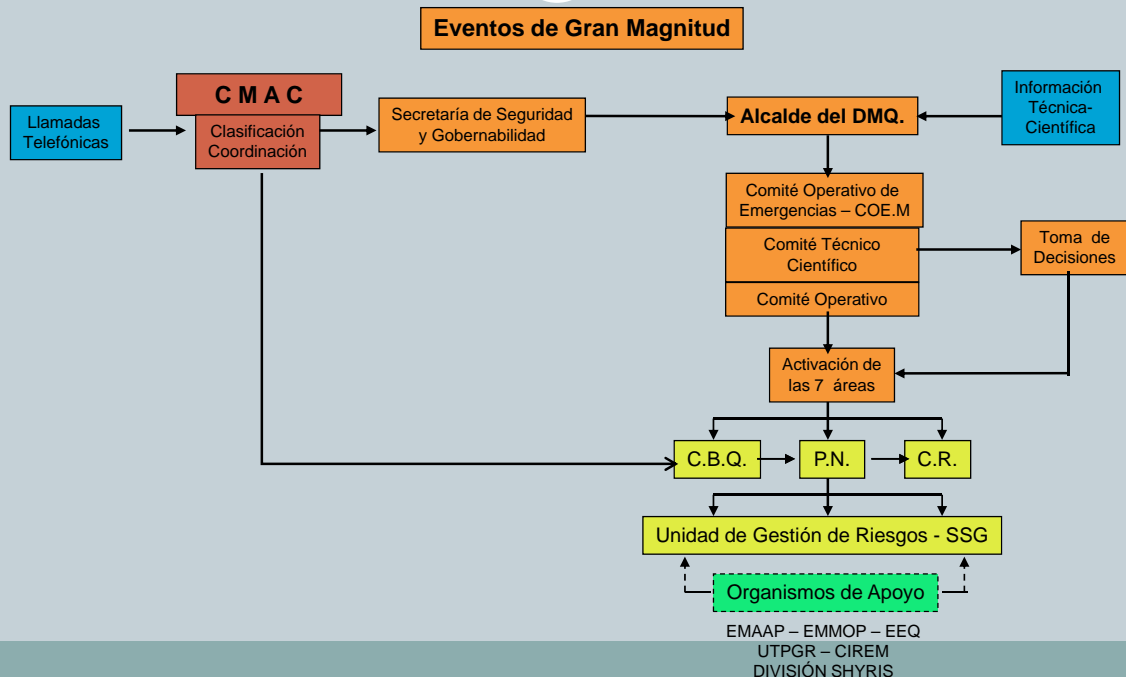 Eventos de Gran Magnitud
Llamadas
Telefónicas
C M A C
Clasificación
Coordinación
Secretaría de Seguridad
y Gobernabilidad
Alcalde del DMQ.
Información
Técnica-
Científica
Comité Operativo de
Emergencias – COE.M
Comité Técnico
Científico
Comité Operativo
Toma de
Decisiones
Activación de
las 7 áreas
C.B.Q.
P.N.
C.R.
Unidad de Gestión de Riesgos - SSG
Organismos de Apoyo
EMAAP – EMMOP – EEQ
UTPGR – CIREM
DIVISIÓN SHYRIS